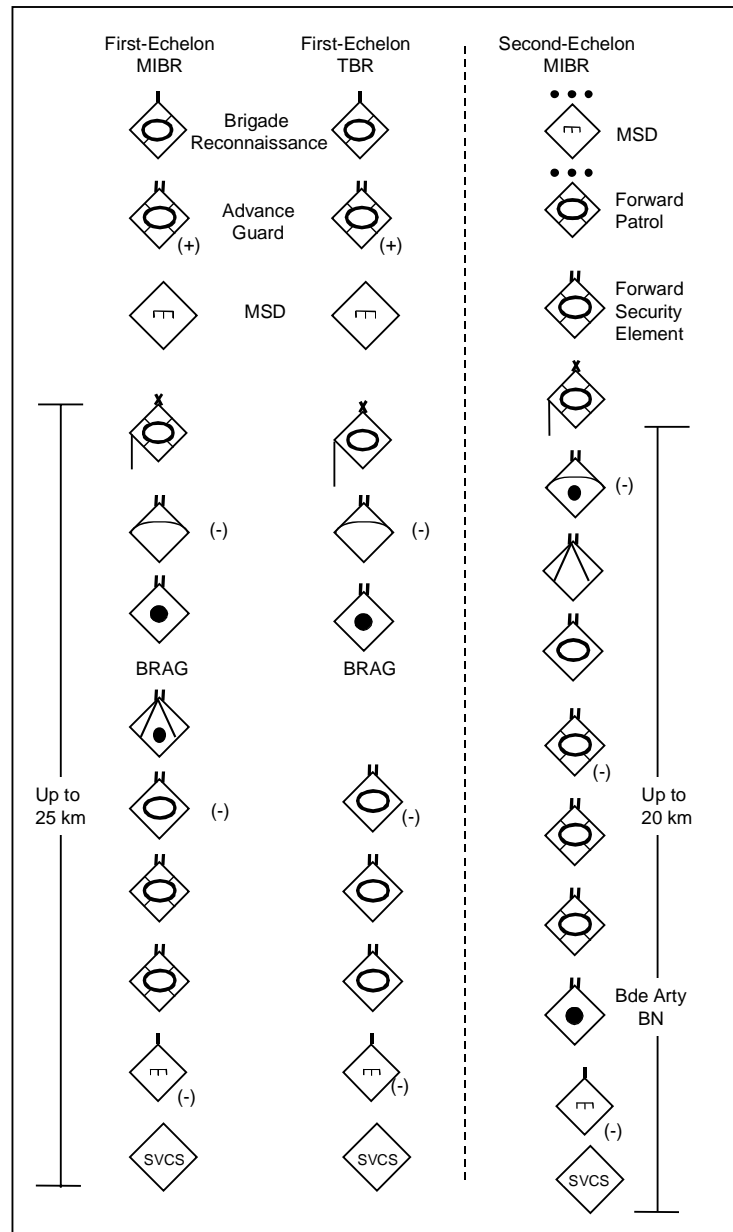 First-Echelon
MIBR
First-Echelon
TBR
Second-Echelon
MIBR
Brigade
Reconnaissance
MSD
Advance
Guard
(+)
(+)
Forward
Patrol
MSD
Forward
Security
Element
(-)
(-)
(-)
BRAG
BRAG
Up to
25 km
(-)
(-)
(-)
Up to
20 km
Bde Arty
BN
(-)
(-)
(-)
SVCS
SVCS
SVCS